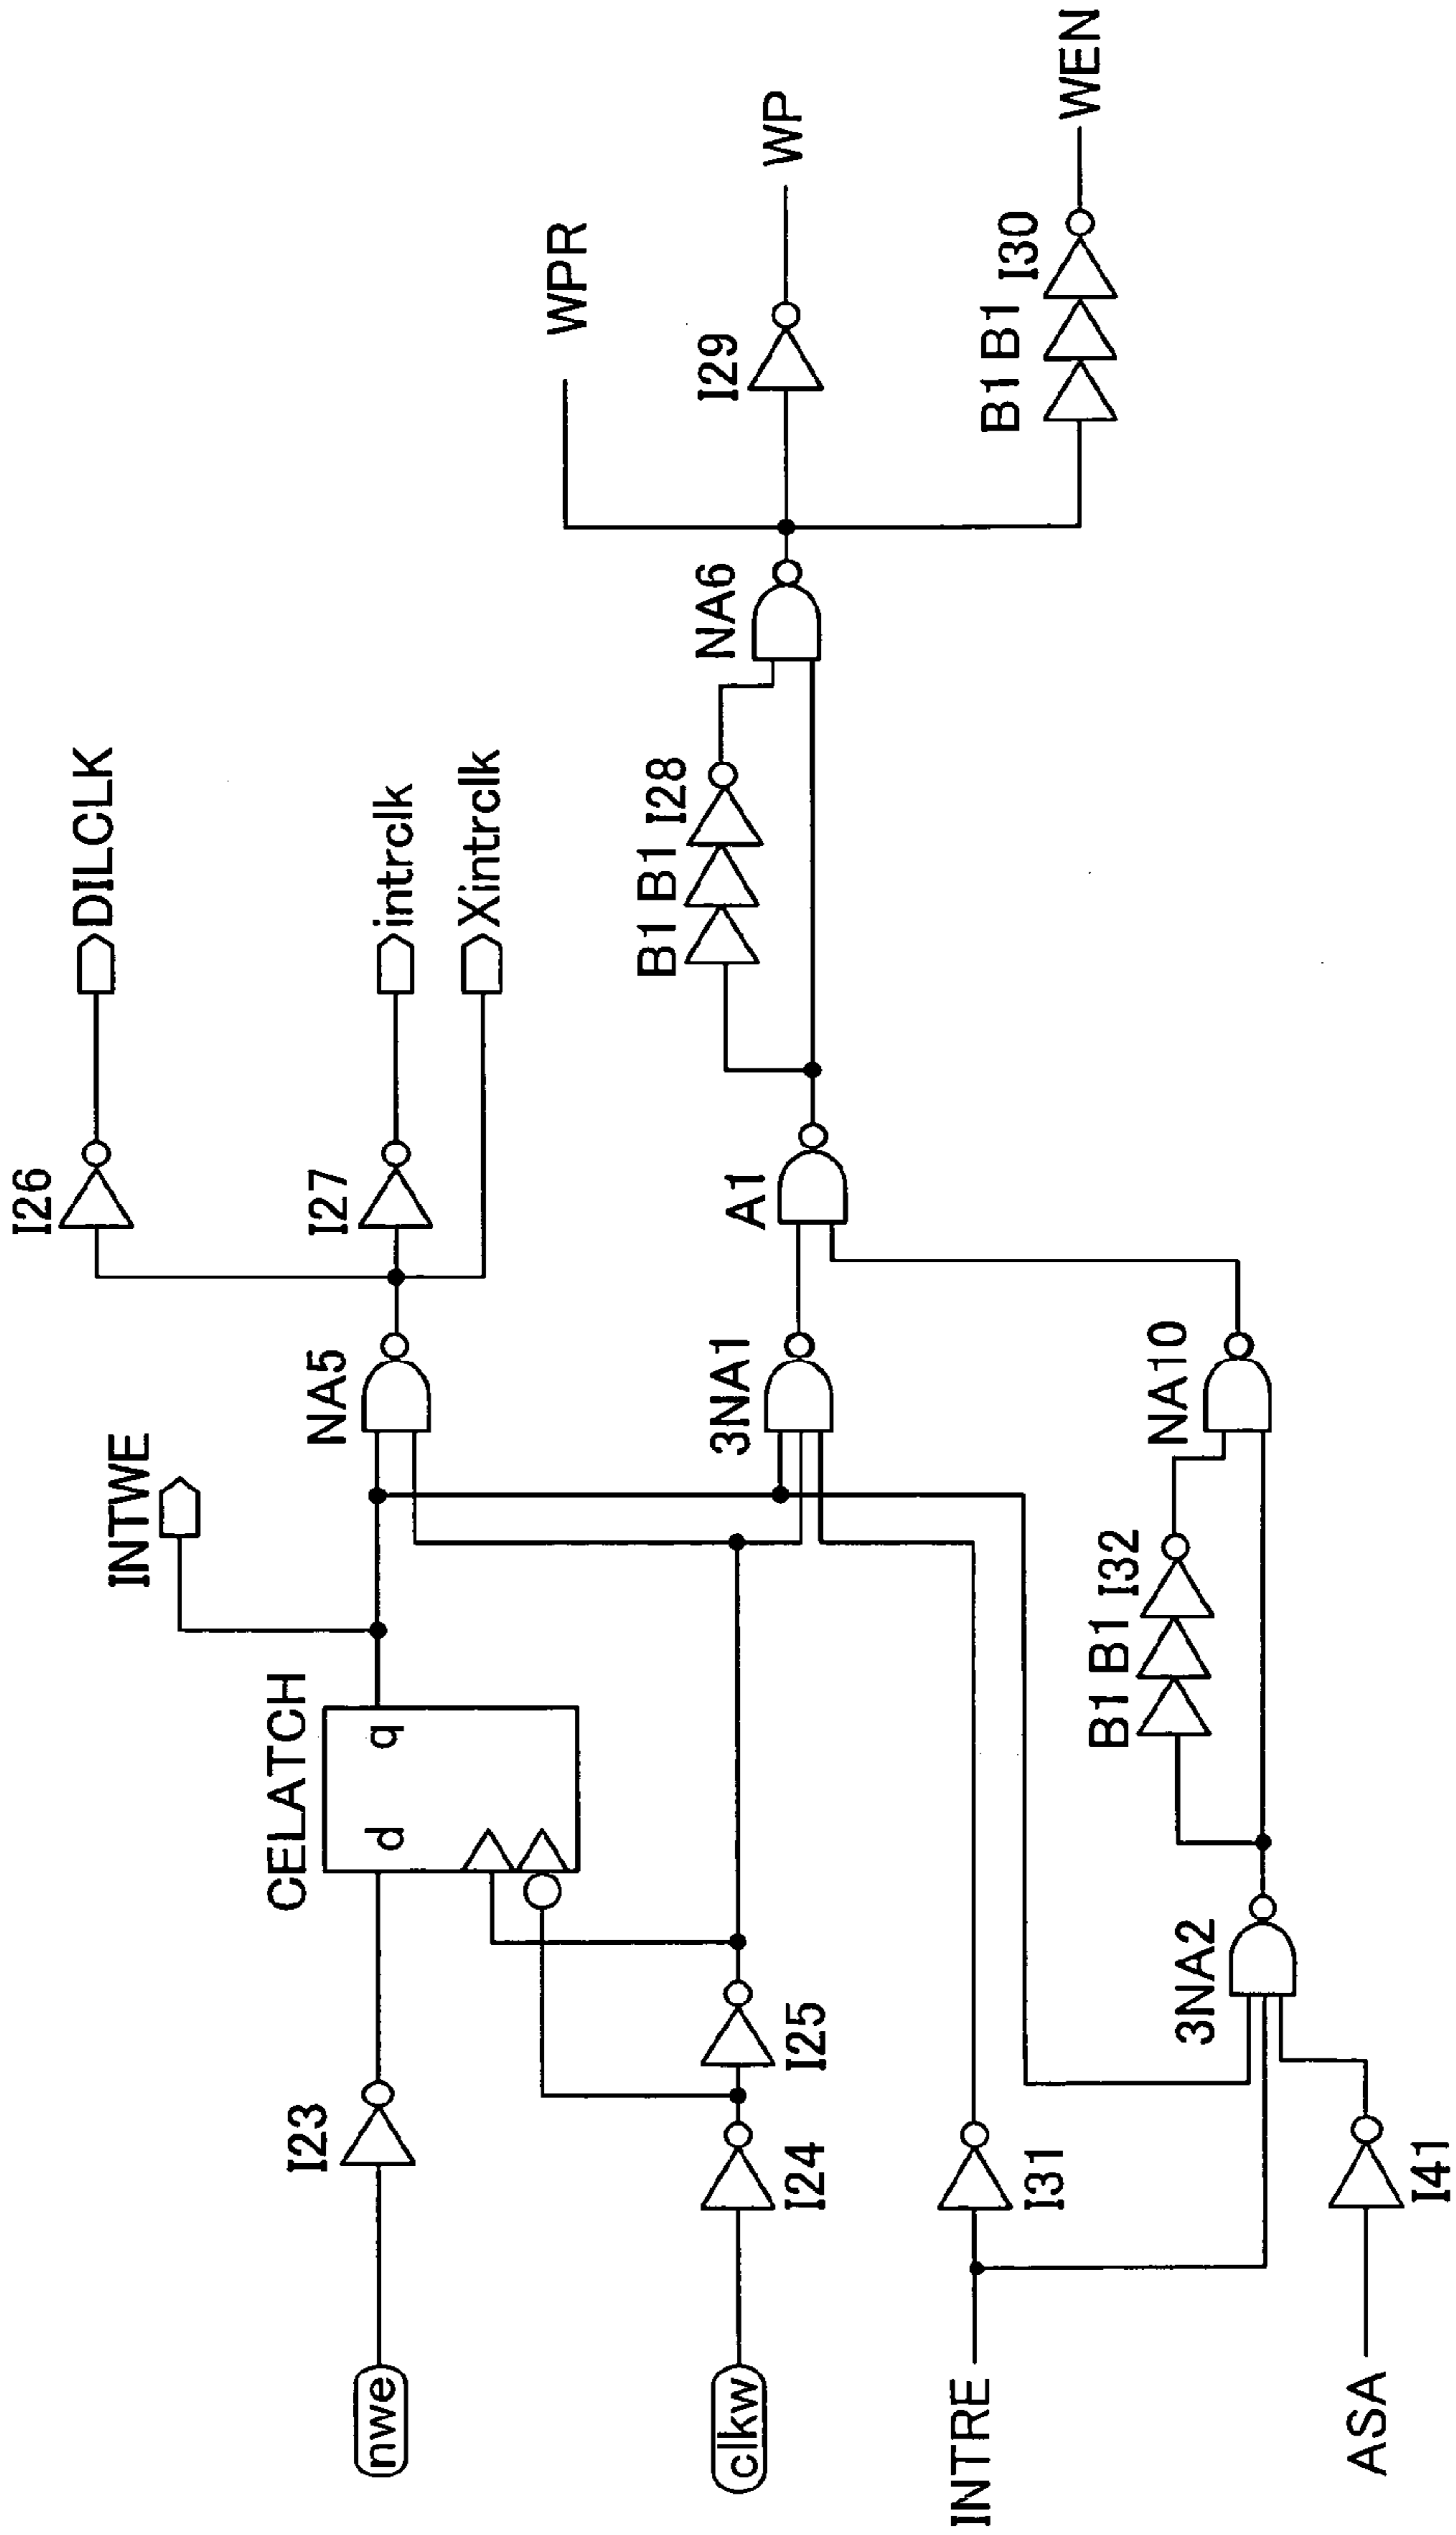 I26
DILCLK
INTWE
NA5
I27
intrclk
Xintrclk
CELATCH
d
q
I23
nwe
WPR
NA6
B1 B1 I28
I29
WP
3NA1
A1
I24
I25
clkw
B1 B1 I30
WEN
INTRE
I31
B1 B1 I32
NA10
3NA2
ASA
I41